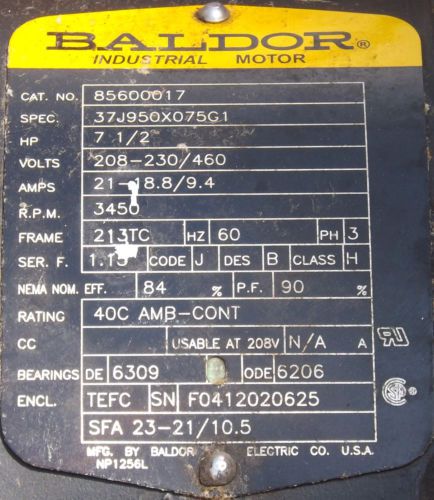 BALDOR®
INDUSTRIAL MOTOR
CAT. NO. 85600017
SPEC. 37J950X075G1
HP 7 1/2
VOLTS 208-230/460
AMPS 21-18.8/9.4
R.P.M. 3450
FRAME 213TC HZ 60 PH 3
SER. F. 1.15 CODE J DES B CLASS H
NEMA NOM. EFF. 84 % P.F. 90 %
RATING 40C AMB-CONT
CC USABLE AT 208V N/A A
BEARINGS DE 6309 ODE 6206
ENCL. TEFC SN F0412020625
SFA 23-21/10.5
MFG. BY BALDOR ELECTRIC CO. U.S.A.
NP1256L